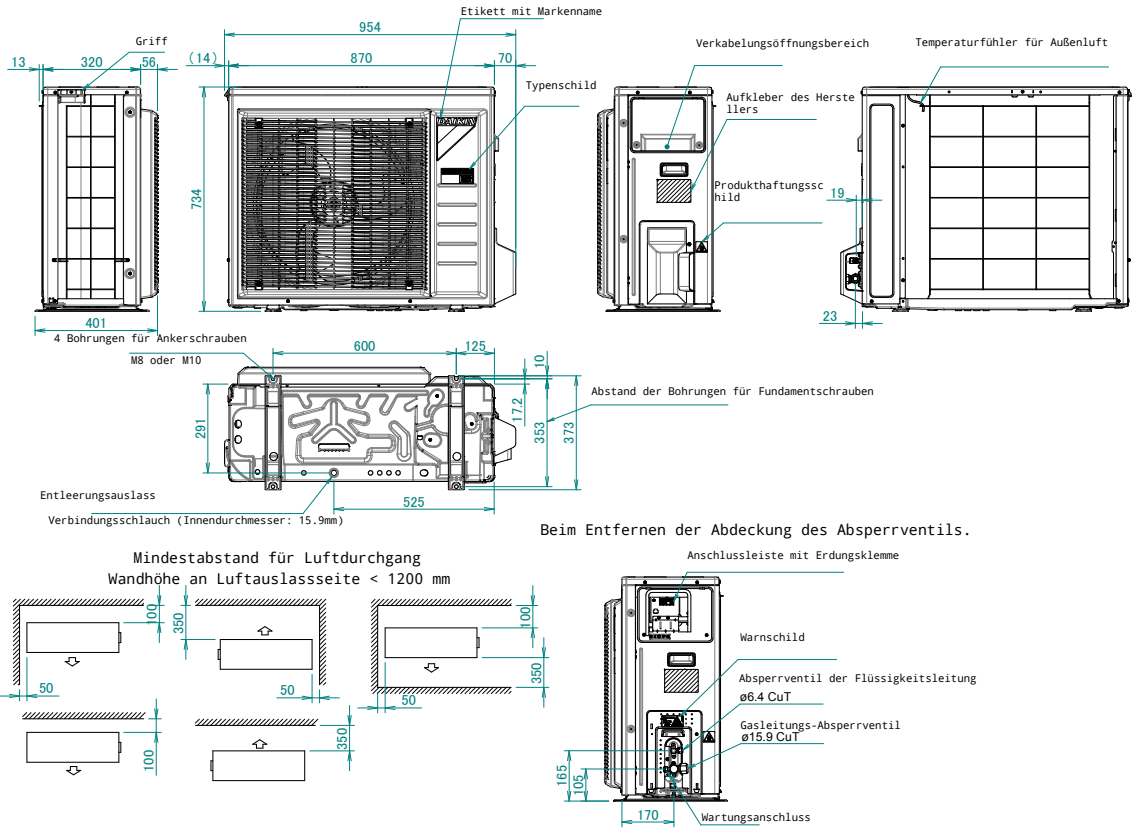 Etikett mit Markenname
954
Griff
Verkabelungsöffnungsbereich
Temperaturfühler für Außenluft
13
320
56
(14)
870
70
Typenschild
Aufkleber des Herste
llers
DAIKIN
734
Produkthaftungssc
hild
19
401
23
4 Bohrungen für Ankerschrauben
M8 oder M10
600
125
10
Abstand der Bohrungen für Fundamentschrauben
291
17.2
353
373
Entleerungsauslass
525
Verbindungsschlauch (Innendurchmesser: 15.9mm)
Beim Entfernen der Abdeckung des Absperrventils.
Mindestabstand für Luftdurchgang
Wandhöhe an Luftauslassseite < 1200 mm
Anschlussleiste mit Erdungsklemme
100
350
100
350
50
50
50
100
350
Warnschild
Absperrventil der Flüssigkeitsleitung
ø6.4 CuT
Gasleitungs-Absperrventil
ø15.9 CuT
165
105
170
Wartungsanschluss